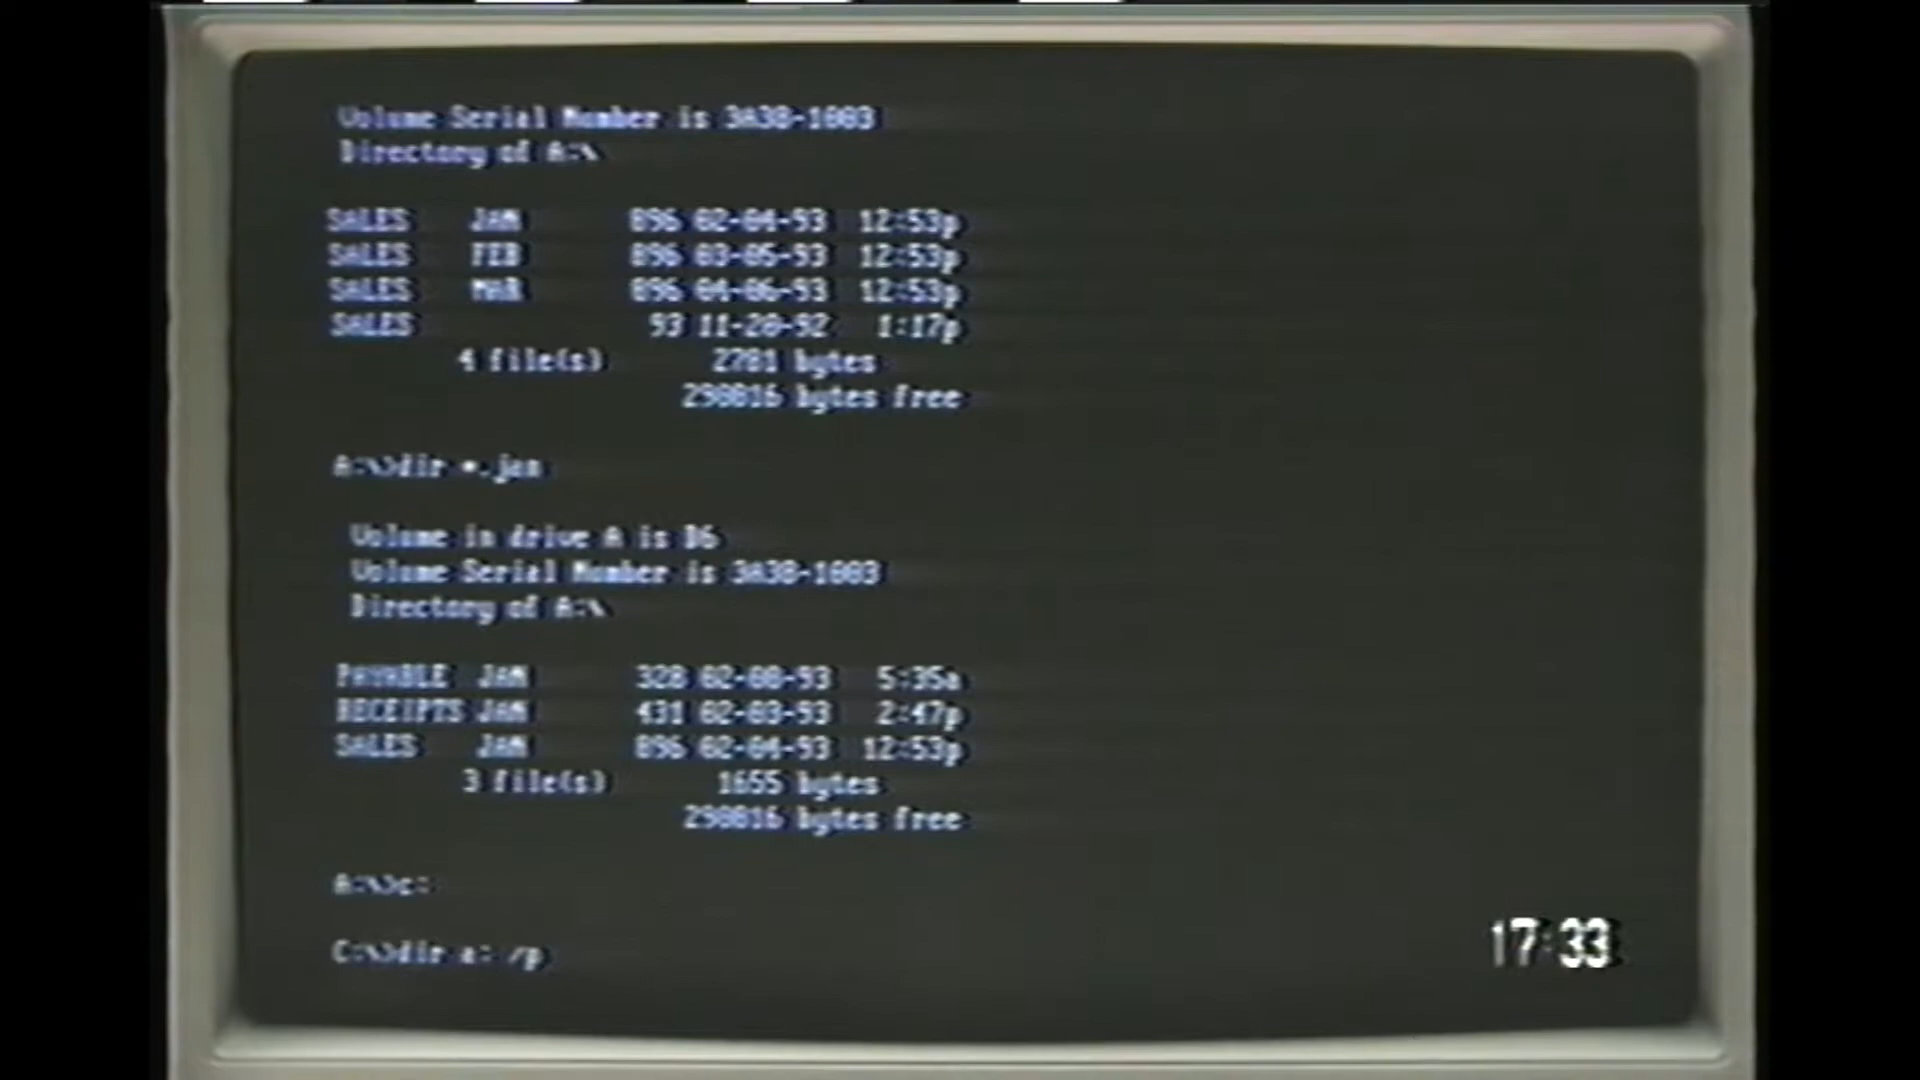 Volume Serial Number is 3A38-1003
Directory of A:\
SALES JAN 896 02-04-93 12:53p
SALES FEB 896 03-05-93 12:53p
SALES MAR 896 04-06-93 12:53p
SALES 93 11-20-92 1:17p
4 file(s) 2781 bytes
290816 bytes free
A:\>dir *.jan
Volume in drive A is D6
Volume Serial Number is 3A38-1003
Directory of A:\
PAYABLE JAN 328 02-08-93 5:35a
RECEIPTS JAN 431 02-03-93 2:47p
SALES JAN 896 02-04-93 12:53p
3 file(s) 1655 bytes
290816 bytes free
A:\>c:
C:\>dir a: /p
17:33